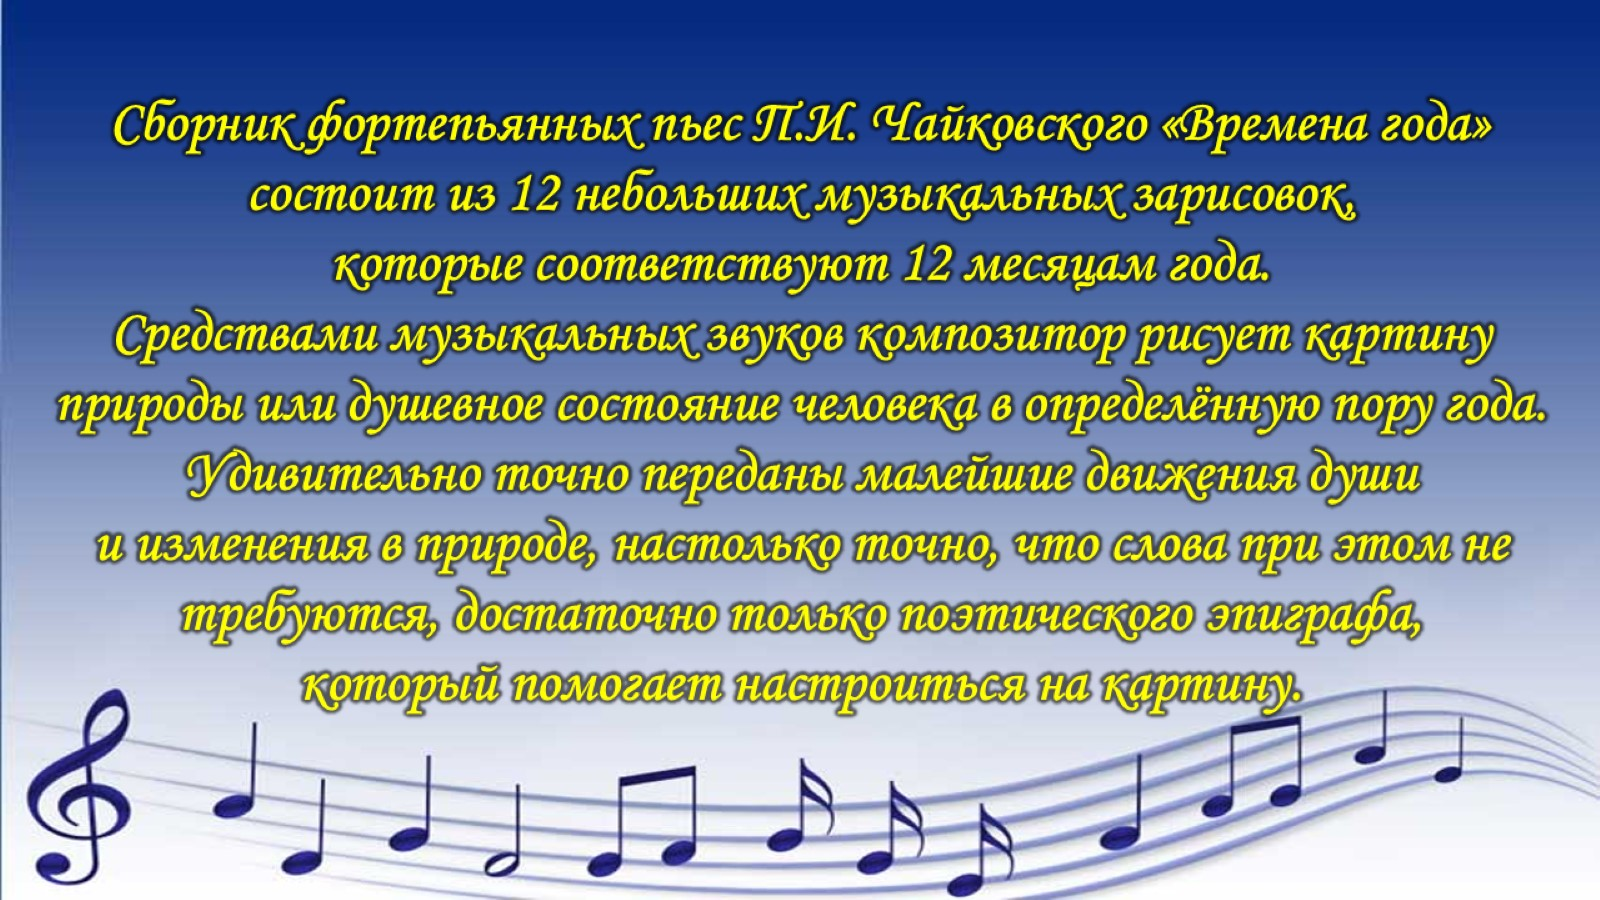 Сборник фортепьянных пьес П.И. Чайковского «Времена года»
состоит из 12 небольших музыкальных зарисовок,
которые соответствуют 12 месяцам года.
Средствами музыкальных звуков композитор рисует картину
природы или душевное состояние человека в определённую пору года.
Удивительно точно переданы малейшие движения души
и изменения в природе, настолько точно, что слова при этом не
требуются, достаточно только поэтического эпиграфа,
который помогает настроиться на картину.